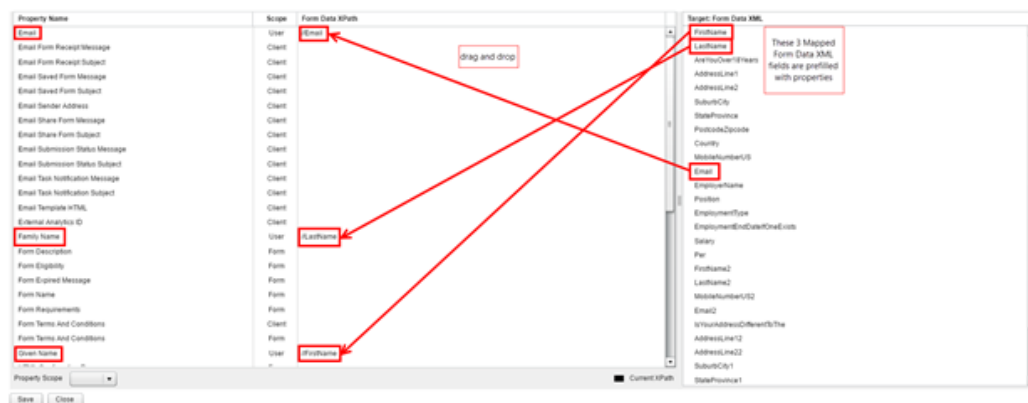 Property Name Scope Form Data XPath
Email User //Email
Email Form Receipt Message Client
Email Form Receipt Subject Client
Email Saved Form Message Client
Email Saved Form Subject Client
Email Sender Address Client
Email Share Form Message Client
Email Share Form Subject Client
Email Submission Status Message Client
Email Submission Status Subject Client
Email Task Notification Message Client
Email Task Notification Subject Client
Email Template HTML Client
External Analytics ID Client
Family Name User //LastName
Form Description Form
Form Eligibility Form
Form Expired Message Form
Form Name Form
Form Requirements Form
Form Terms And Conditions Client
Form Terms And Conditions Form
Given Name User //FirstName
Property Scope
Current XPath
Save Close
drag and drop
Target: Form Data XML
FirstName
LastName
AreYouOver18Years
AddressLine1
AddressLine2
SuburbCity
StateProvince
PostcodeZipcode
Country
MobileNumberUS
Email
EmployerName
Position
EmploymentType
EmploymentEndDateIfOneExists
Salary
Per
FirstName2
LastName2
MobileNumberUS2
Email2
IsYourAddressDifferentToThe
AddressLine12
AddressLine22
SuburbCity1
StateProvince1
These 3 Mapped
Form Data XML
fields are prefilled
with properties